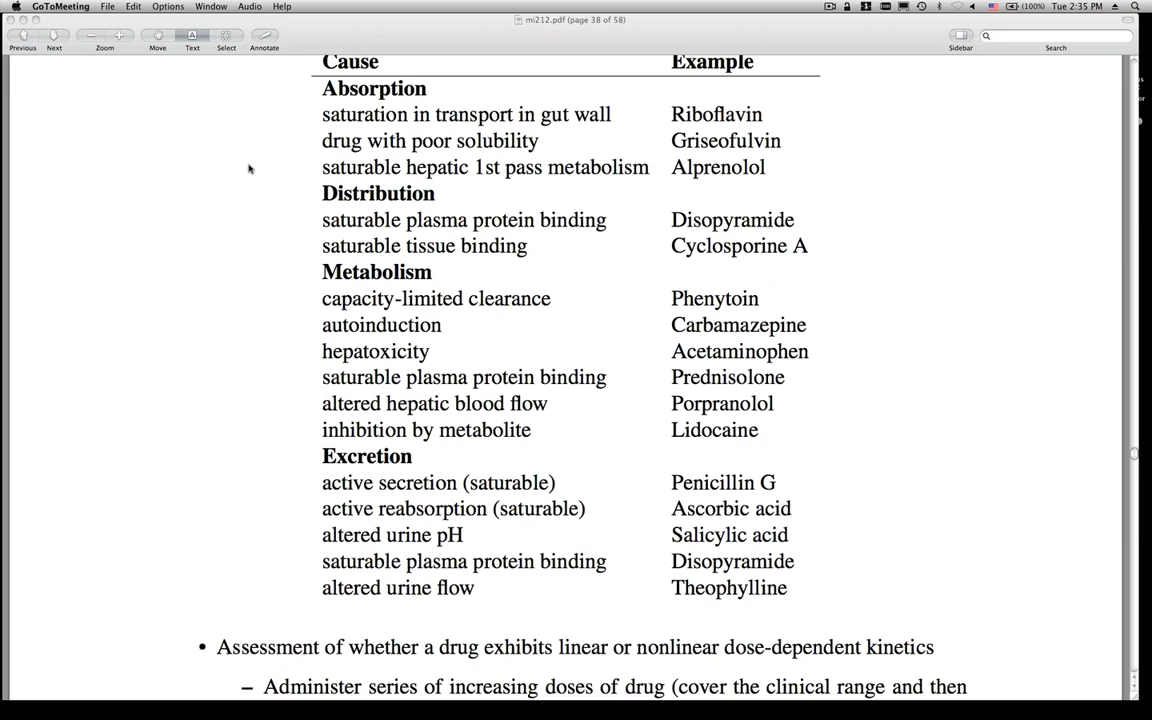 GoToMeeting File Edit Options Window Audio Help (100%) Tue 2:35 PM
mi212.pdf (page 38 of 58)
Previous Next Zoom Move Text Select Annotate Sidebar Search
Cause Example
Absorption
saturation in transport in gut wall Riboflavin
drug with poor solubility Griseofulvin
saturable hepatic 1st pass metabolism Alprenolol
Distribution
saturable plasma protein binding Disopyramide
saturable tissue binding Cyclosporine A
Metabolism
capacity-limited clearance Phenytoin
autoinduction Carbamazepine
hepatoxicity Acetaminophen
saturable plasma protein binding Prednisolone
altered hepatic blood flow Porpranolol
inhibition by metabolite Lidocaine
Excretion
active secretion (saturable) Penicillin G
active reabsorption (saturable) Ascorbic acid
altered urine pH Salicylic acid
saturable plasma protein binding Disopyramide
altered urine flow Theophylline
• Assessment of whether a drug exhibits linear or nonlinear dose-dependent kinetics
– Administer series of increasing doses of drug (cover the clinical range and then